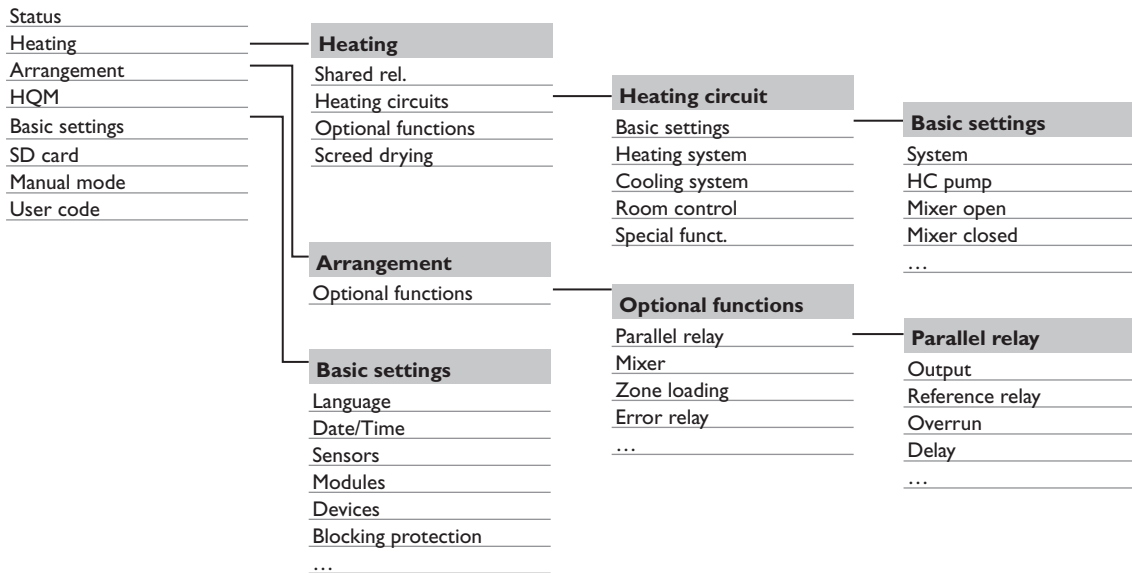 Status
Heating
Arrangement
HQM
Basic settings
SD card
Manual mode
User code
Heating
Shared rel.
Heating circuits
Optional functions
Screed drying
Arrangement
Optional functions
Basic settings
Language
Date/Time
Sensors
Modules
Devices
Blocking protection
…
Heating circuit
Basic settings
Heating system
Cooling system
Room control
Special funct.
Optional functions
Parallel relay
Mixer
Zone loading
Error relay
…
Basic settings
System
HC pump
Mixer open
Mixer closed
…
Parallel relay
Output
Reference relay
Overrun
Delay
…